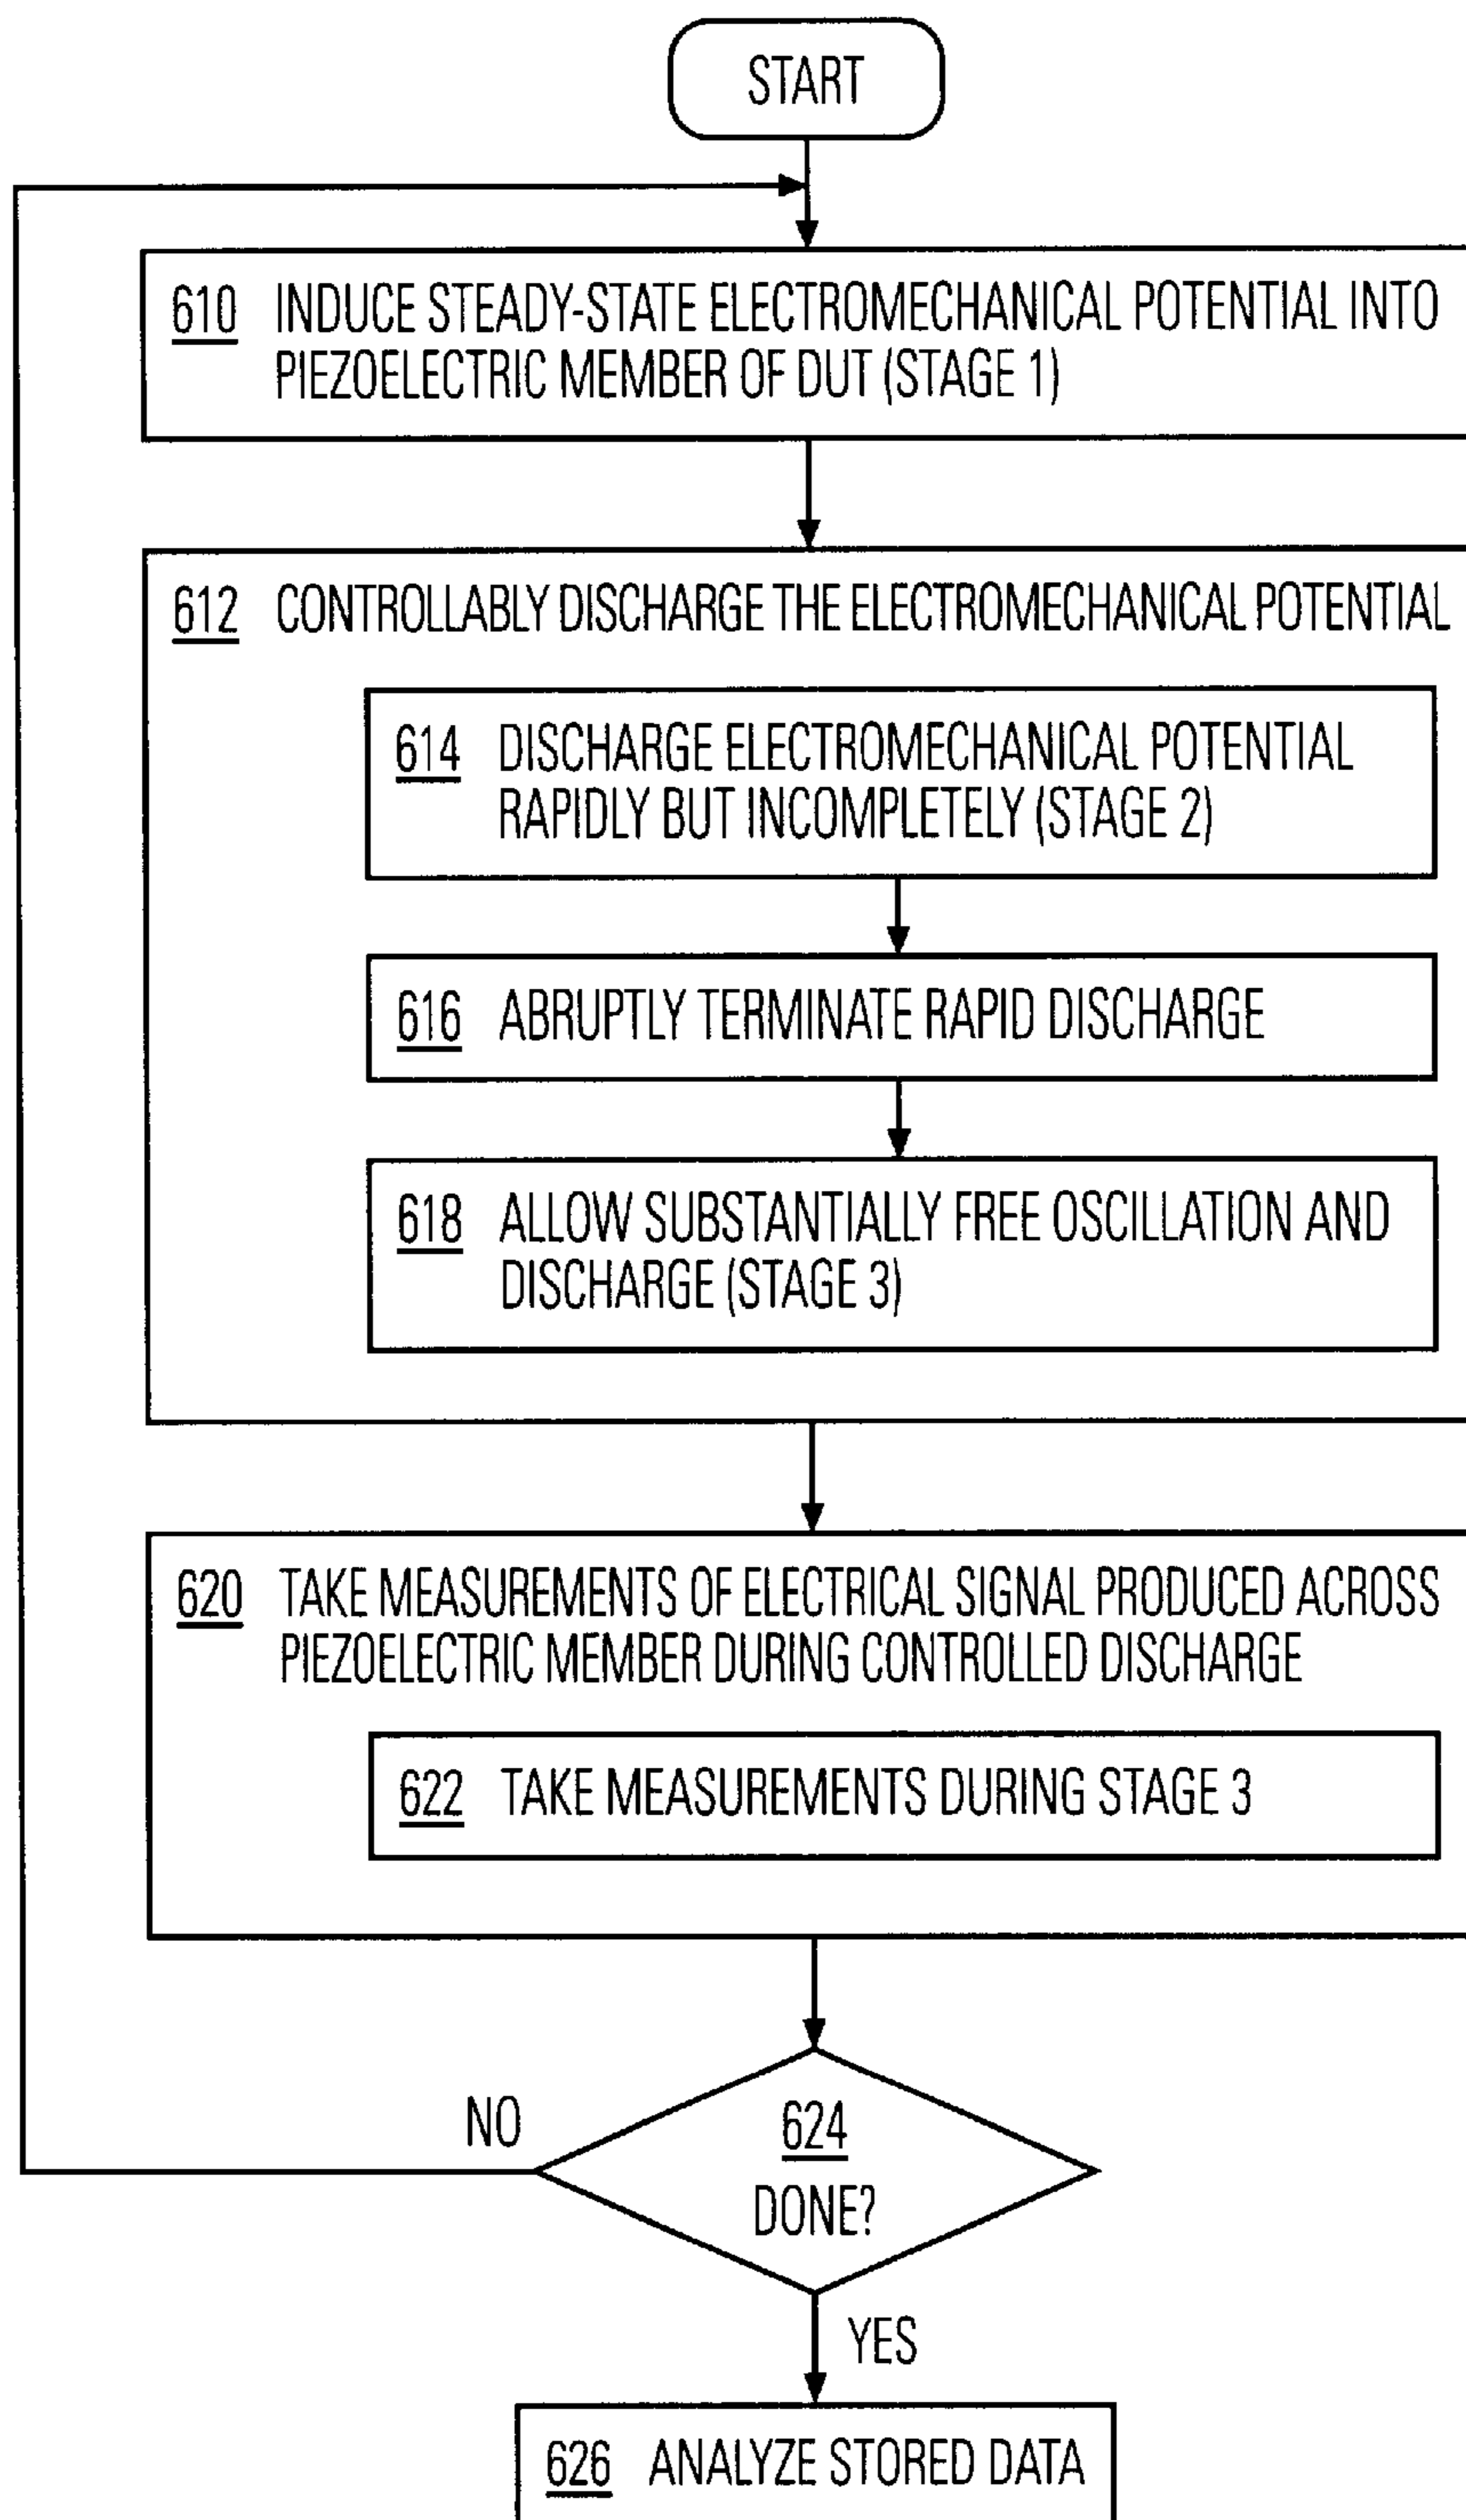 START
610 INDUCE STEADY-STATE ELECTROMECHANICAL POTENTIAL INTO
PIEZOELECTRIC MEMBER OF DUT (STAGE 1)
612 CONTROLLABLY DISCHARGE THE ELECTROMECHANICAL POTENTIAL
614 DISCHARGE ELECTROMECHANICAL POTENTIAL
RAPIDLY BUT INCOMPLETELY (STAGE 2)
616 ABRUPTLY TERMINATE RAPID DISCHARGE
618 ALLOW SUBSTANTIALLY FREE OSCILLATION AND
DISCHARGE (STAGE 3)
620 TAKE MEASUREMENTS OF ELECTRICAL SIGNAL PRODUCED ACROSS
PIEZOELECTRIC MEMBER DURING CONTROLLED DISCHARGE
622 TAKE MEASUREMENTS DURING STAGE 3
NO
624
DONE?
YES
626 ANALYZE STORED DATA